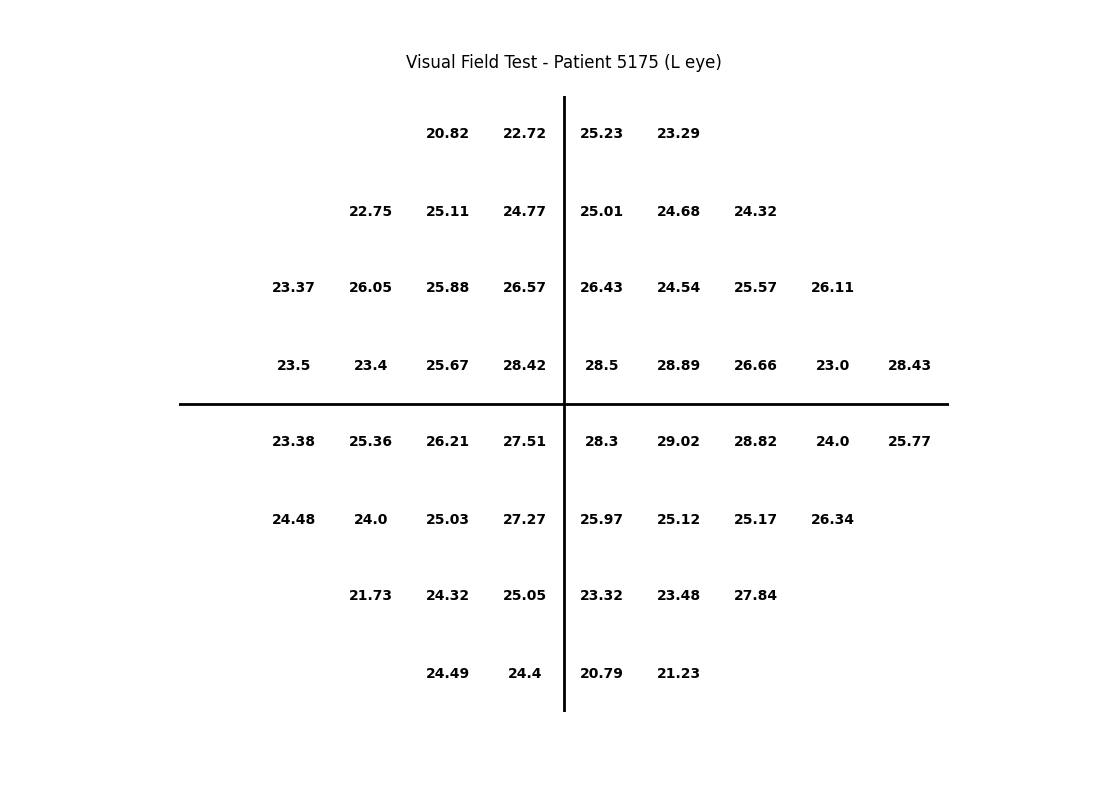 Visual Field Test - Patient 5175 (L eye)
20.82 22.72 25.23 23.29
22.75 25.11 24.77 25.01 24.68 24.32
23.37 26.05 25.88 26.57 26.43 24.54 25.57 26.11
23.5 23.4 25.67 28.42 28.5 28.89 26.66 23.0 28.43
23.38 25.36 26.21 27.51 28.3 29.02 28.82 24.0 25.77
24.48 24.0 25.03 27.27 25.97 25.12 25.17 26.34
21.73 24.32 25.05 23.32 23.48 27.84
24.49 24.4 20.79 21.23